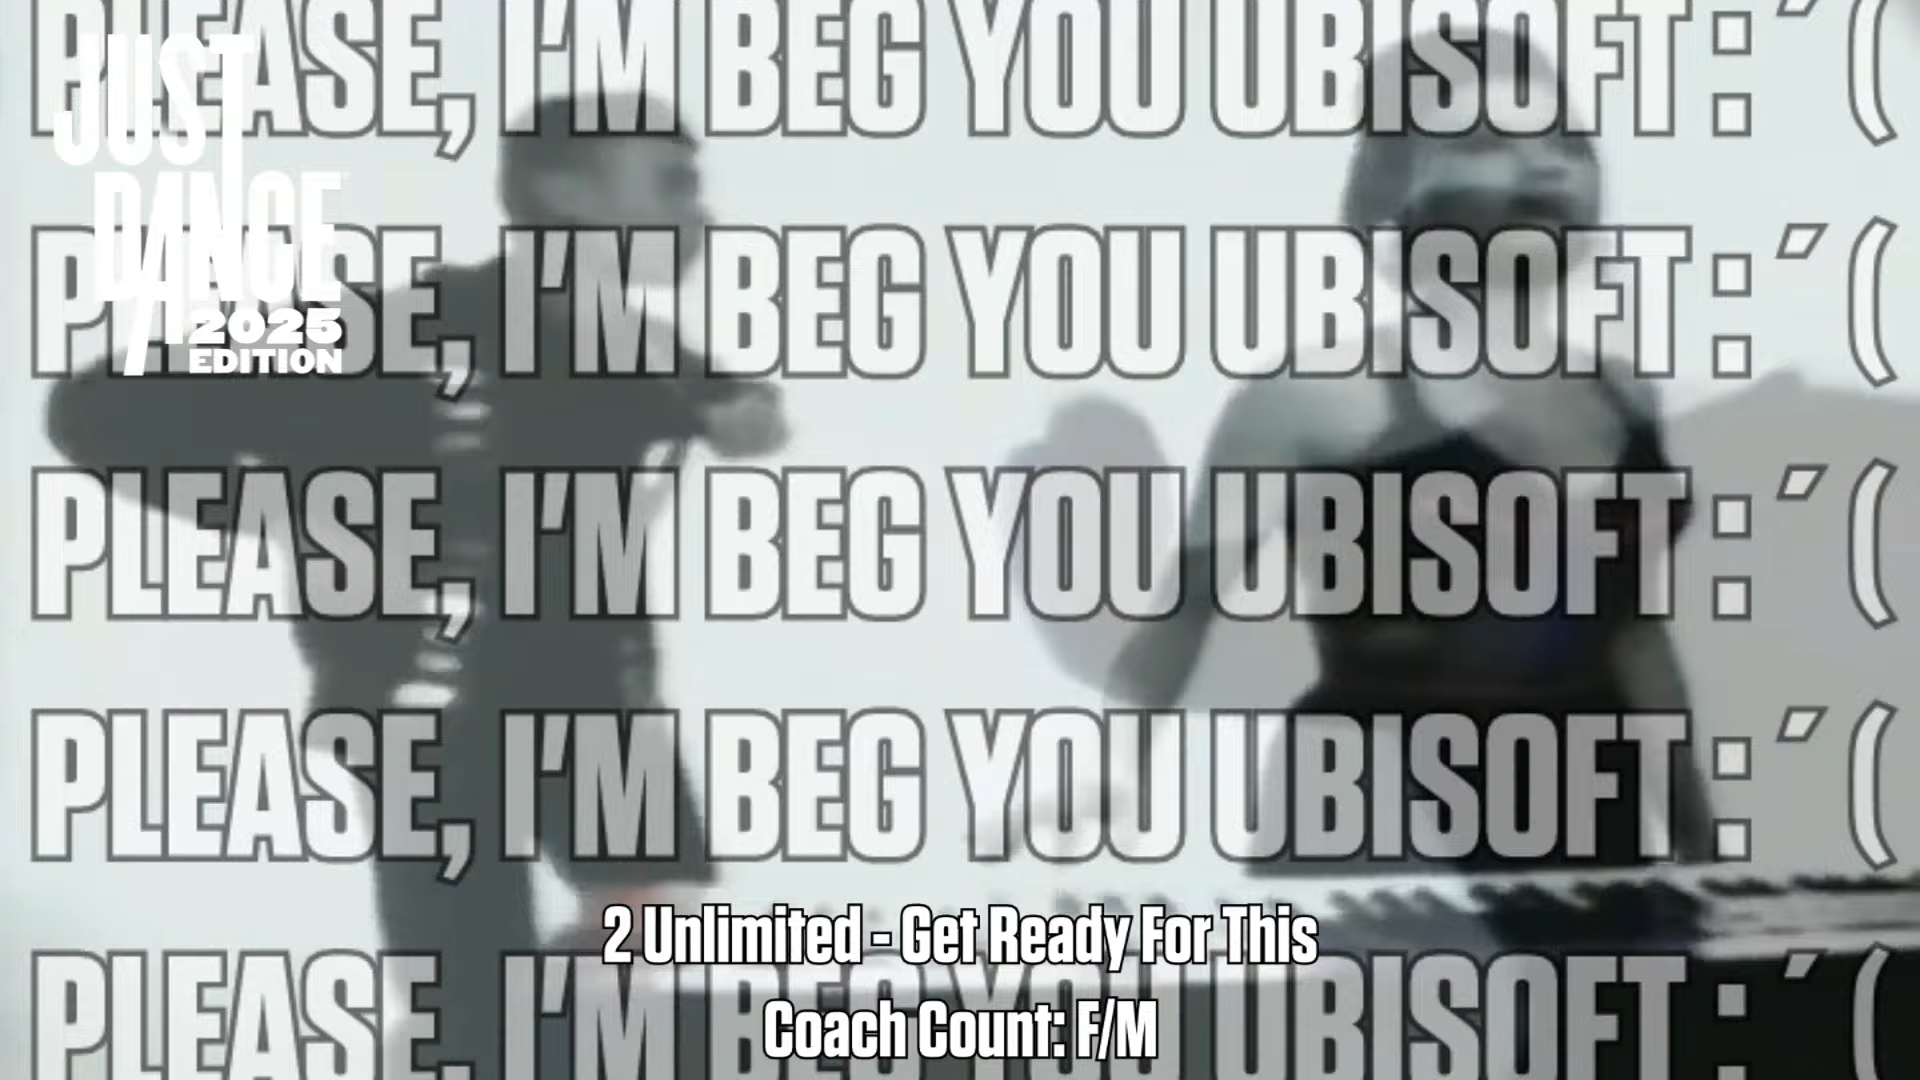 PLEASE, I'M BEG YOU UBISOFT :´(
JUST
DANCE
2025
EDITION
PLEASE, I'M BEG YOU UBISOFT :´(
PLEASE, I'M BEG YOU UBISOFT :´(
PLEASE, I'M BEG YOU UBISOFT :´(
2 Unlimited - Get Ready For This
PLEASE, I'M BEG YOU UBISOFT :´(
Coach Count: F/M